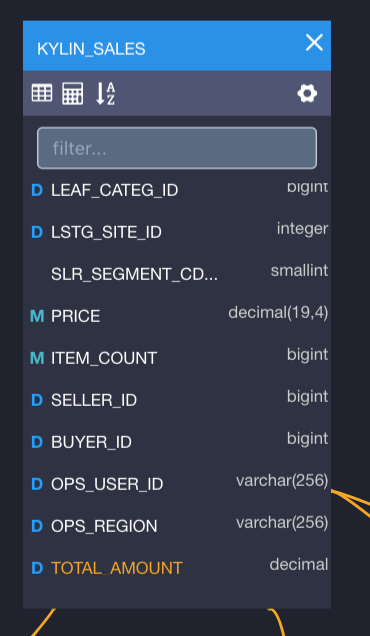 KYLIN_SALES
filter...
D LEAF_CATEG_ID bigint
D LSTG_SITE_ID integer
SLR_SEGMENT_CD... smallint
M PRICE decimal(19,4)
M ITEM_COUNT bigint
D SELLER_ID bigint
D BUYER_ID bigint
D OPS_USER_ID varchar(256)
D OPS_REGION varchar(256)
D TOTAL_AMOUNT decimal